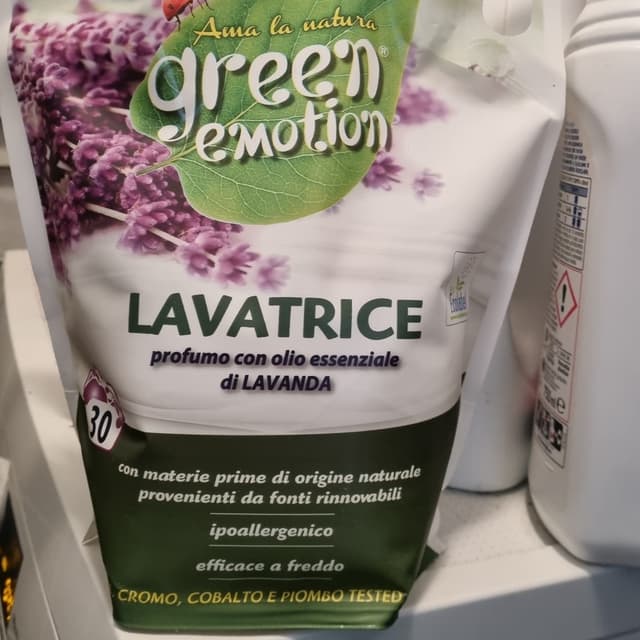 Ama la natura
green®
emotion
LAVATRICE
profumo con olio essenziale
di LAVANDA
30
con materie prime di origine naturale
provenienti da fonti rinnovabili
ipoallergenico
efficace a freddo
CROMO, COBALTO E PIOMBO TESTED